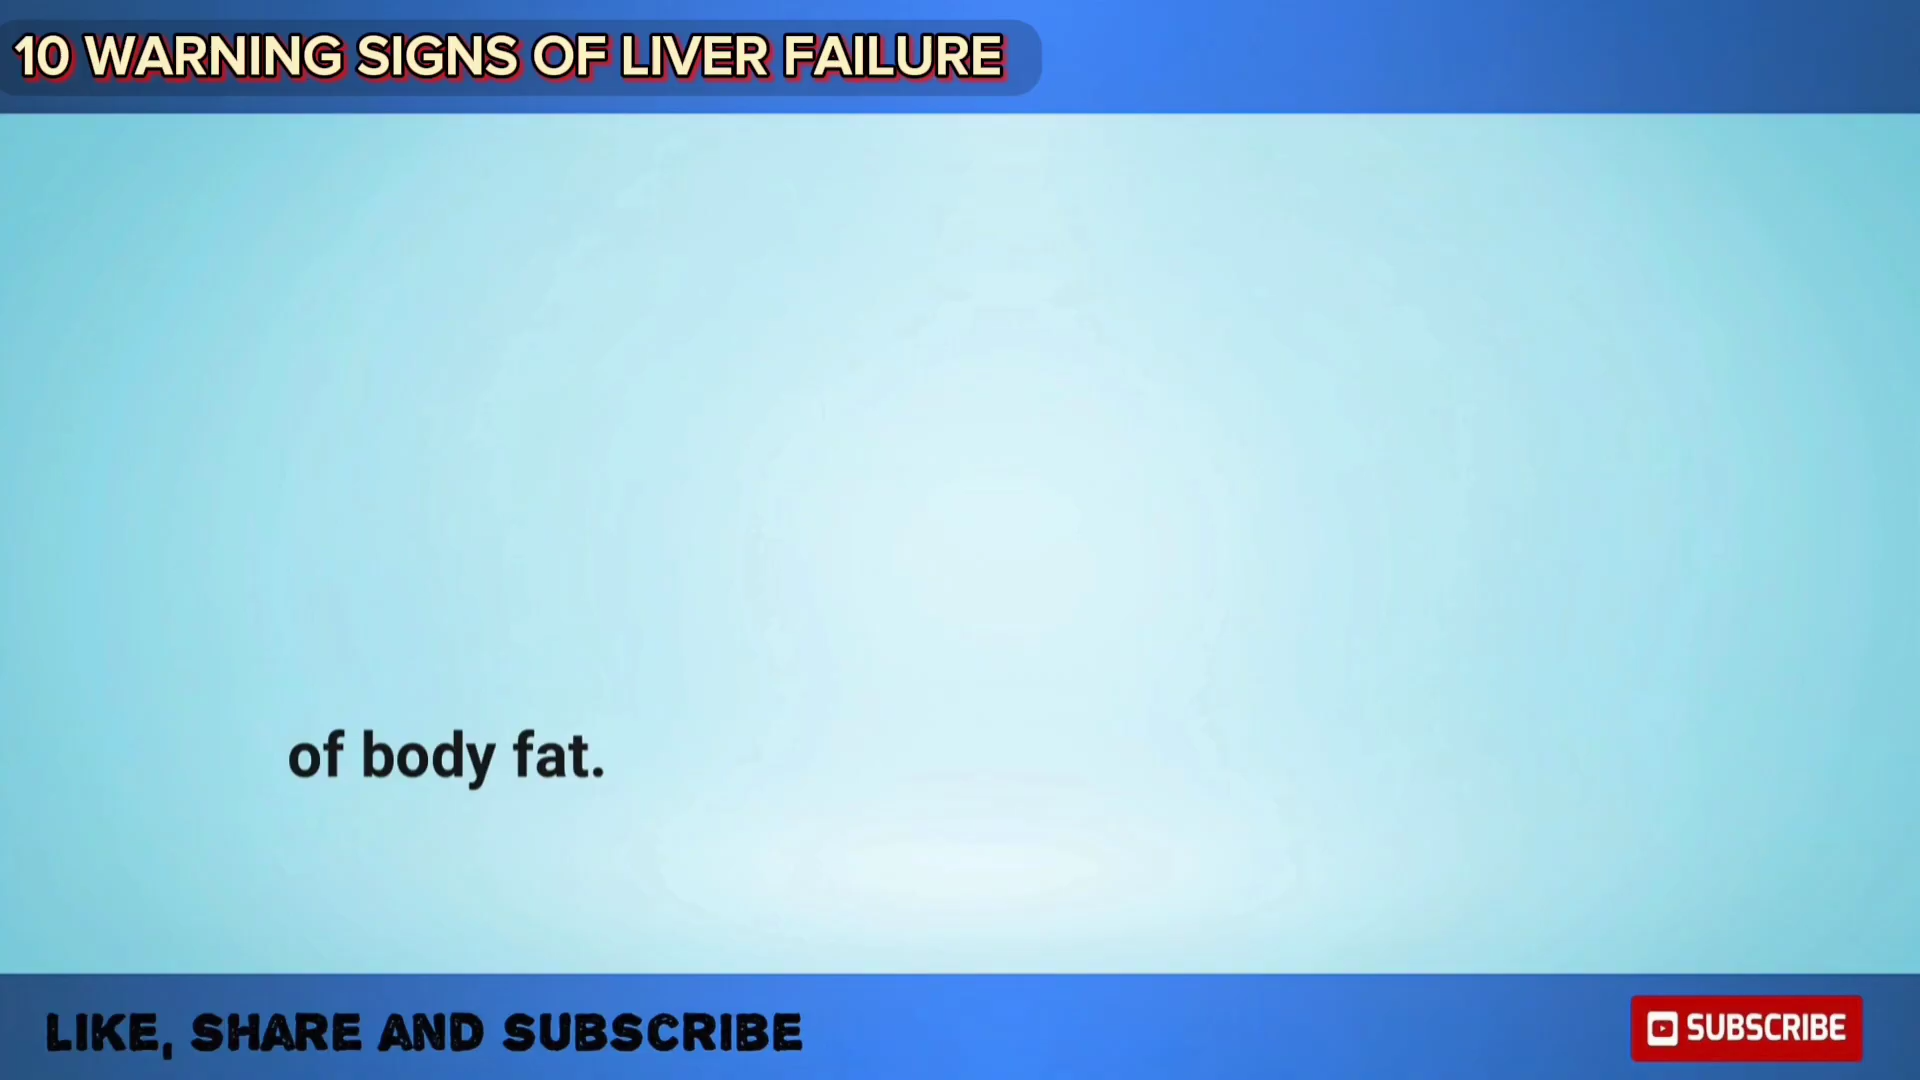 10 WARNING SIGNS OF LIVER FAILURE
of body fat.
LIKE, SHARE AND SUBSCRIBE
SUBSCRIBE